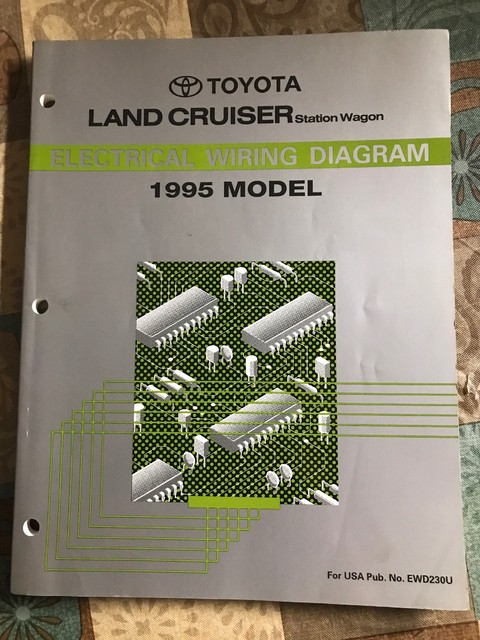 TOYOTA
LAND CRUISER Station Wagon
ELECTRICAL WIRING DIAGRAM
1995 MODEL
For USA Pub. No. EWD230U